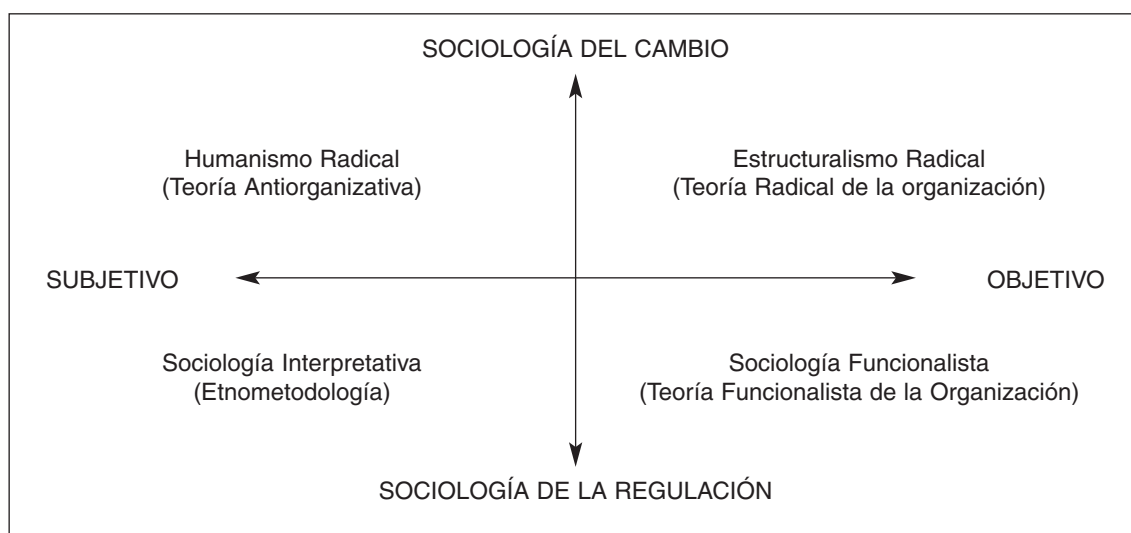 SOCIOLOGÍA DEL CAMBIO
Humanismo Radical
(Teoría Antiorganizativa)
Estructuralismo Radical
(Teoría Radical de la organización)
SUBJETIVO
OBJETIVO
Sociología Interpretativa
(Etnometodología)
Sociología Funcionalista
(Teoría Funcionalista de la Organización)
SOCIOLOGÍA DE LA REGULACIÓN